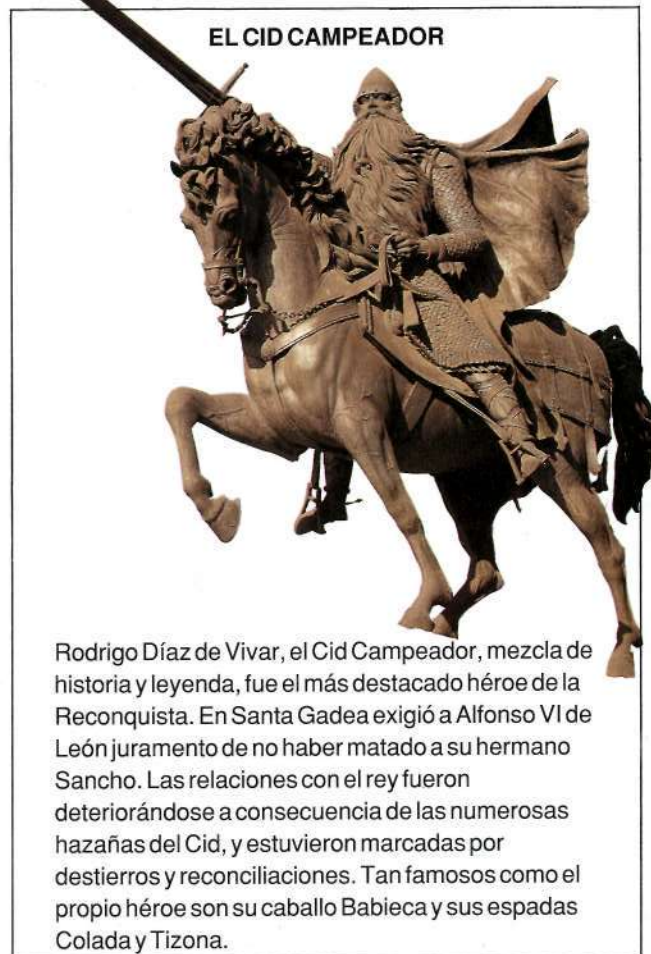 EL CID CAMPEADOR
Rodrigo Díaz de Vivar, el Cid Campeador, mezcla de
historia y leyenda, fue el más destacado héroe de la
Reconquista. En Santa Gadea exigió a Alfonso VI de
León juramento de no haber matado a su hermano
Sancho. Las relaciones con el rey fueron
deteriorándose a consecuencia de las numerosas
hazañas del Cid, y estuvieron marcadas por
destierros y reconciliaciones. Tan famosos como el
propio héroe son su caballo Babieca y sus espadas
Colada y Tizona.